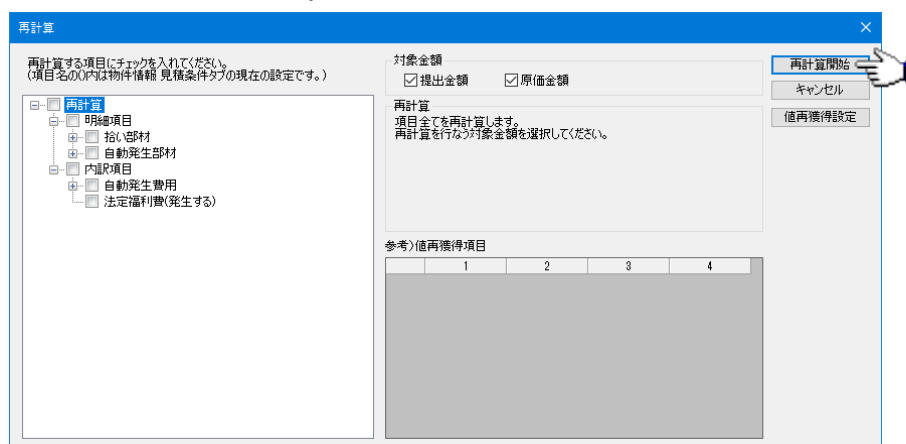 再計算
再計算する項目にチェックを入れてください。
(項目名の()内は物件情報 見積条件タブの現在の設定です。)
再計算
明細項目
拾い部材
自動発生部材
内訳項目
自動発生費用
法定福利費(発生する)
対象金額
提出金額 原価金額
再計算
項目全てを再計算します。
再計算を行なう対象金額を選択してください。
参考)値再獲得項目
1 2 3 4
再計算開始
キャンセル
値再獲得設定